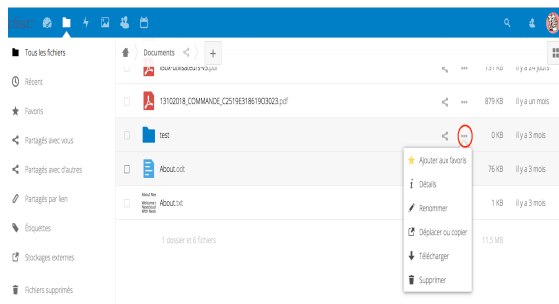 Tous les fichiers
Documents
+
Récent
731 KB il y a 24 jours
13102018_COMMANDE_C2519E318619O3023.pdf
879 KB il y a un mois
Favoris
test
0 KB il y a 3 mois
Partagés avec vous
Partagés avec d'autres
About.odt
76 KB il y a 3 mois
Partagés par lien
About.txt
1 KB il y a 3 mois
Étiquettes
1 dossier et 6 fichiers
11.5 MB
Stockages externes
Fichiers supprimés
Ajouter aux favoris
Détails
Renommer
Déplacer ou copier
Télécharger
Supprimer